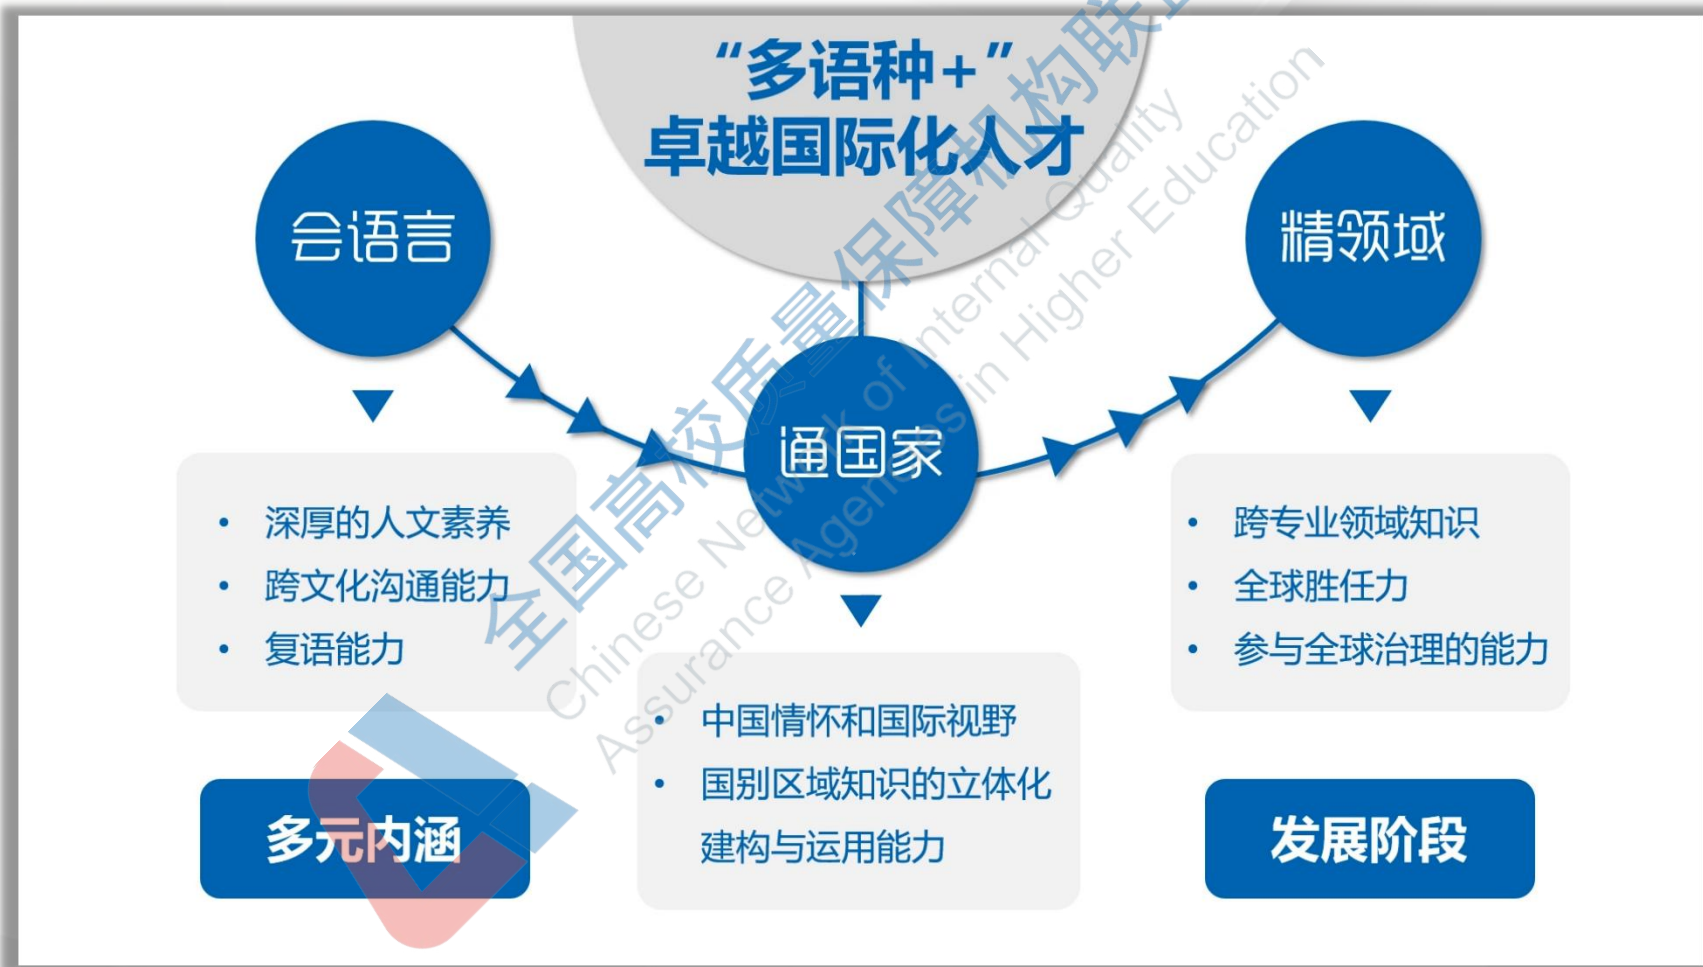 “多语种+”
卓越国际化人才
会语言
精领域
通国家
• 深厚的人文素养
• 跨文化沟通能力
• 复语能力
• 跨专业领域知识
• 全球胜任力
• 参与全球治理的能力
• 中国情怀和国际视野
• 国别区域知识的立体化
建构与运用能力
多元内涵
发展阶段
全国高校质量保障机构联
Chinese Network of Internal Quality
Assurance Agencies in Higher Education